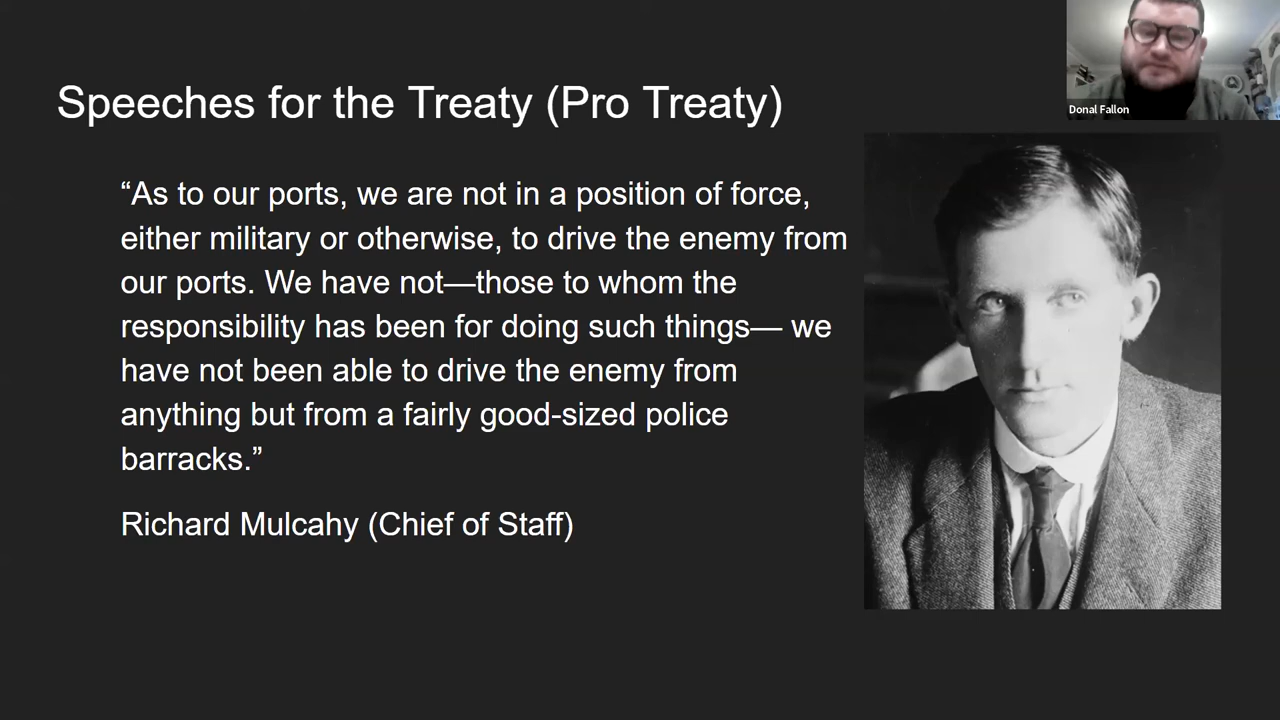 Donal Fallon
Speeches for the Treaty (Pro Treaty)
“As to our ports, we are not in a position of force,
either military or otherwise, to drive the enemy from
our ports. We have not—those to whom the
responsibility has been for doing such things— we
have not been able to drive the enemy from
anything but from a fairly good-sized police
barracks.”
Richard Mulcahy (Chief of Staff)